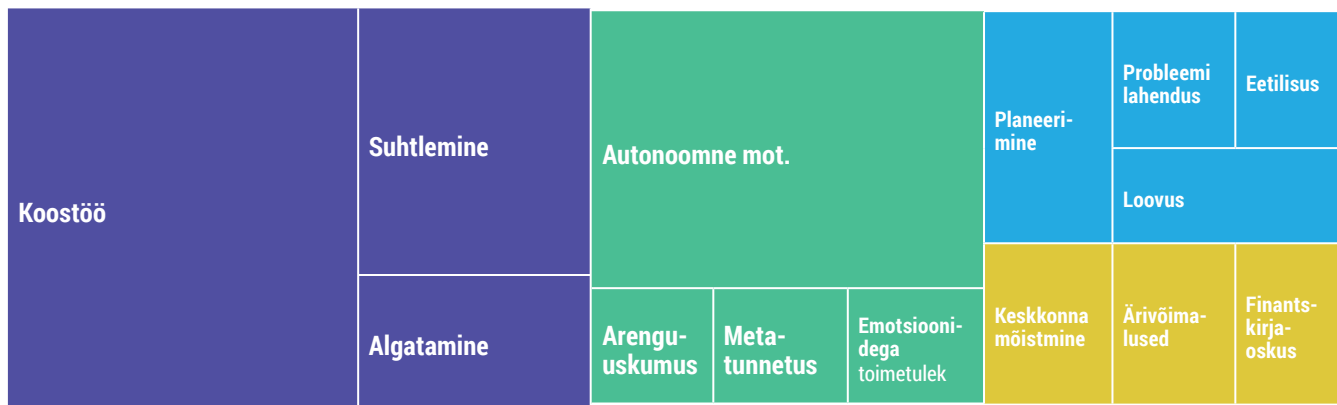 Koostöö
Suhtlemine
Algatamine
Autonoomne mot.
Arengu-
uskumus
Meta-
tunnetus
Emotsiooni-
dega
toimetulek
Planeeri-
mine
Probleemi
lahendus
Eetilisus
Loovus
Keskkonna
mõistmine
Ärivõima-
lused
Finants-
kirja-
oskus